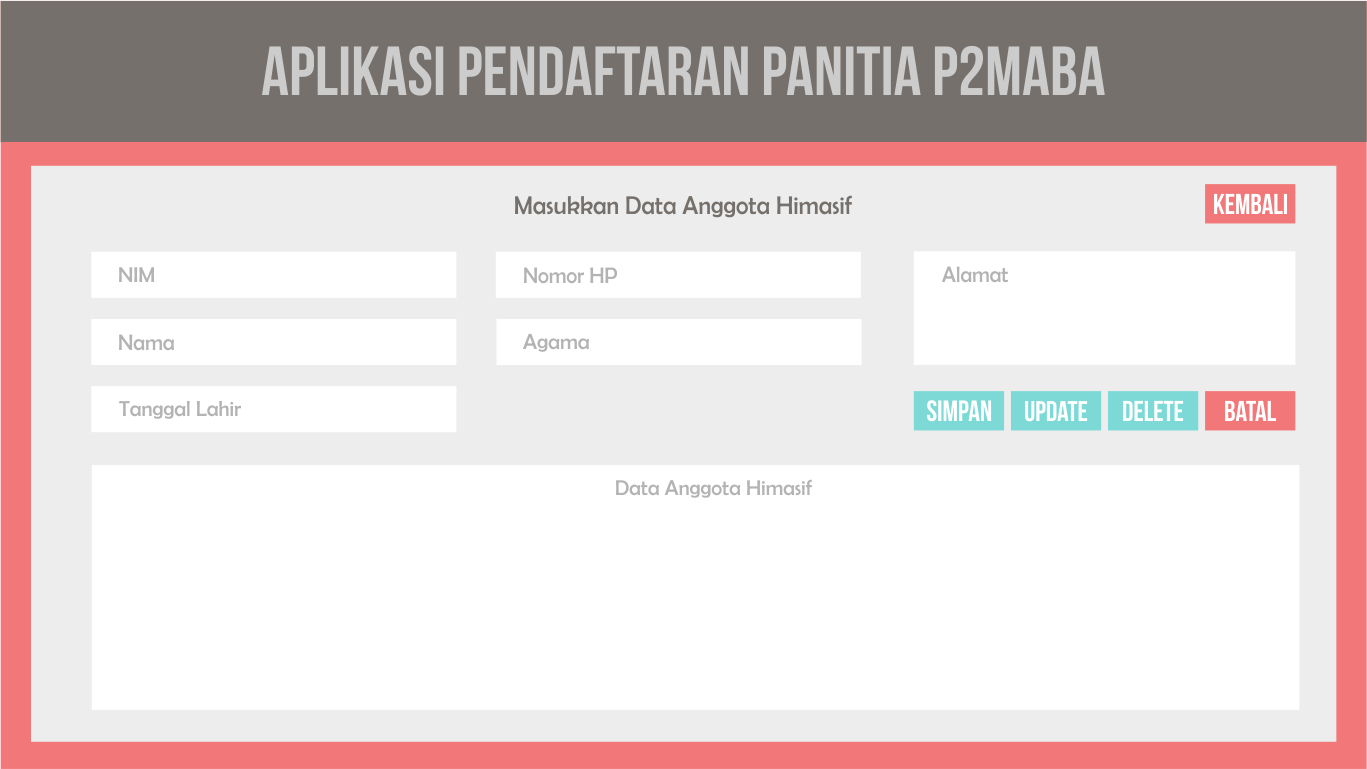 APLIKASI PENDAFTARAN PANITIA P2MABA
Masukkan Data Anggota Himasif
KEMBALI
NIM
Nomor HP
Alamat
Nama
Agama
Tanggal Lahir
SIMPAN
UPDATE
DELETE
BATAL
Data Anggota Himasif